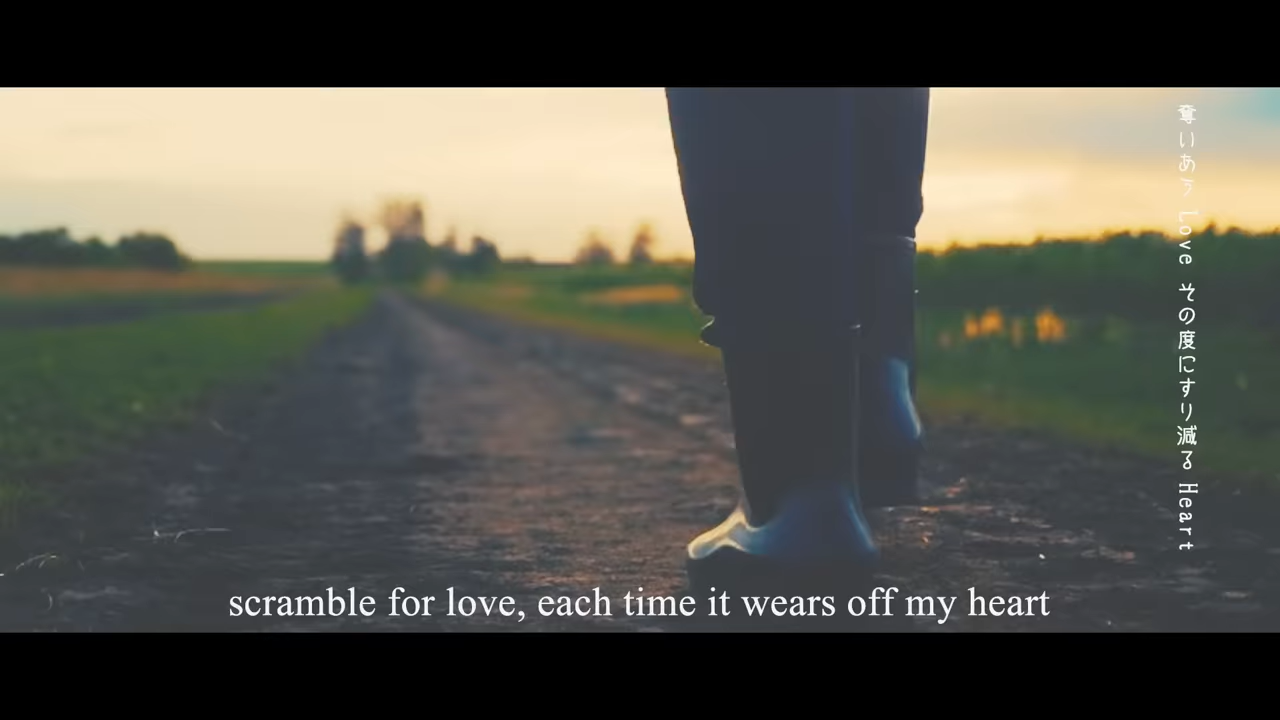 奪いあう Love その度にすり減る Heart
scramble for love, each time it wears off my heart